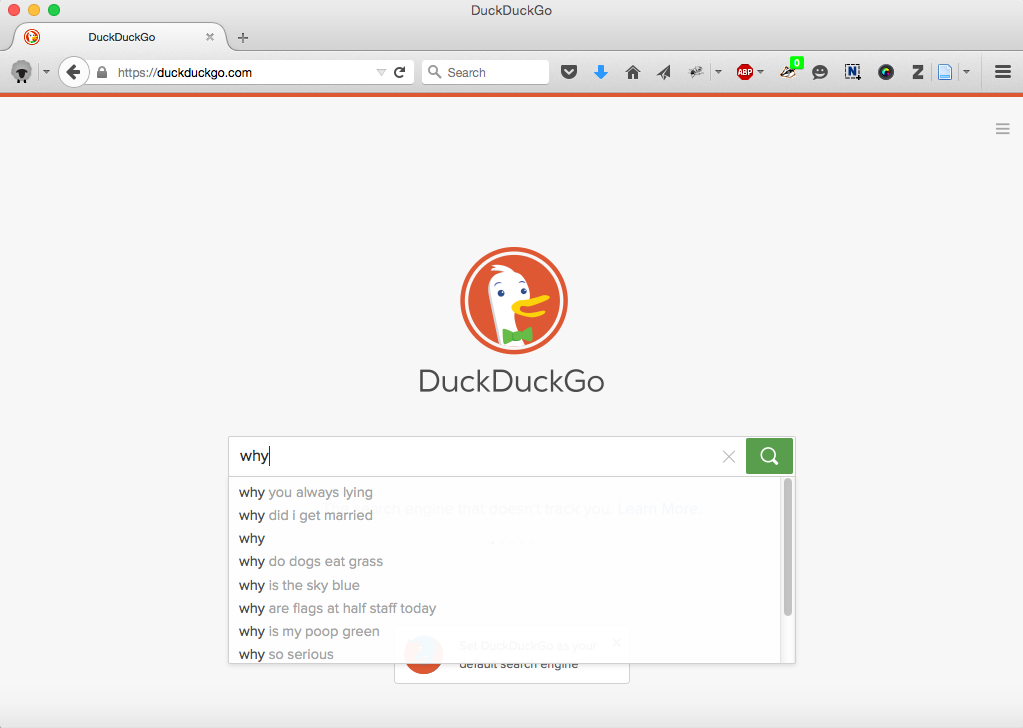 DuckDuckGo
DuckDuckGo
https://duckduckgo.com
Search
ABP
0
N
Z
DuckDuckGo
why
why you always lying
why did i get married
search engine that doesn't track you. Learn More.
why
why do dogs eat grass
why is the sky blue
why are flags at half staff today
why is my poop green
Set DuckDuckGo as your
why so serious
default search engine